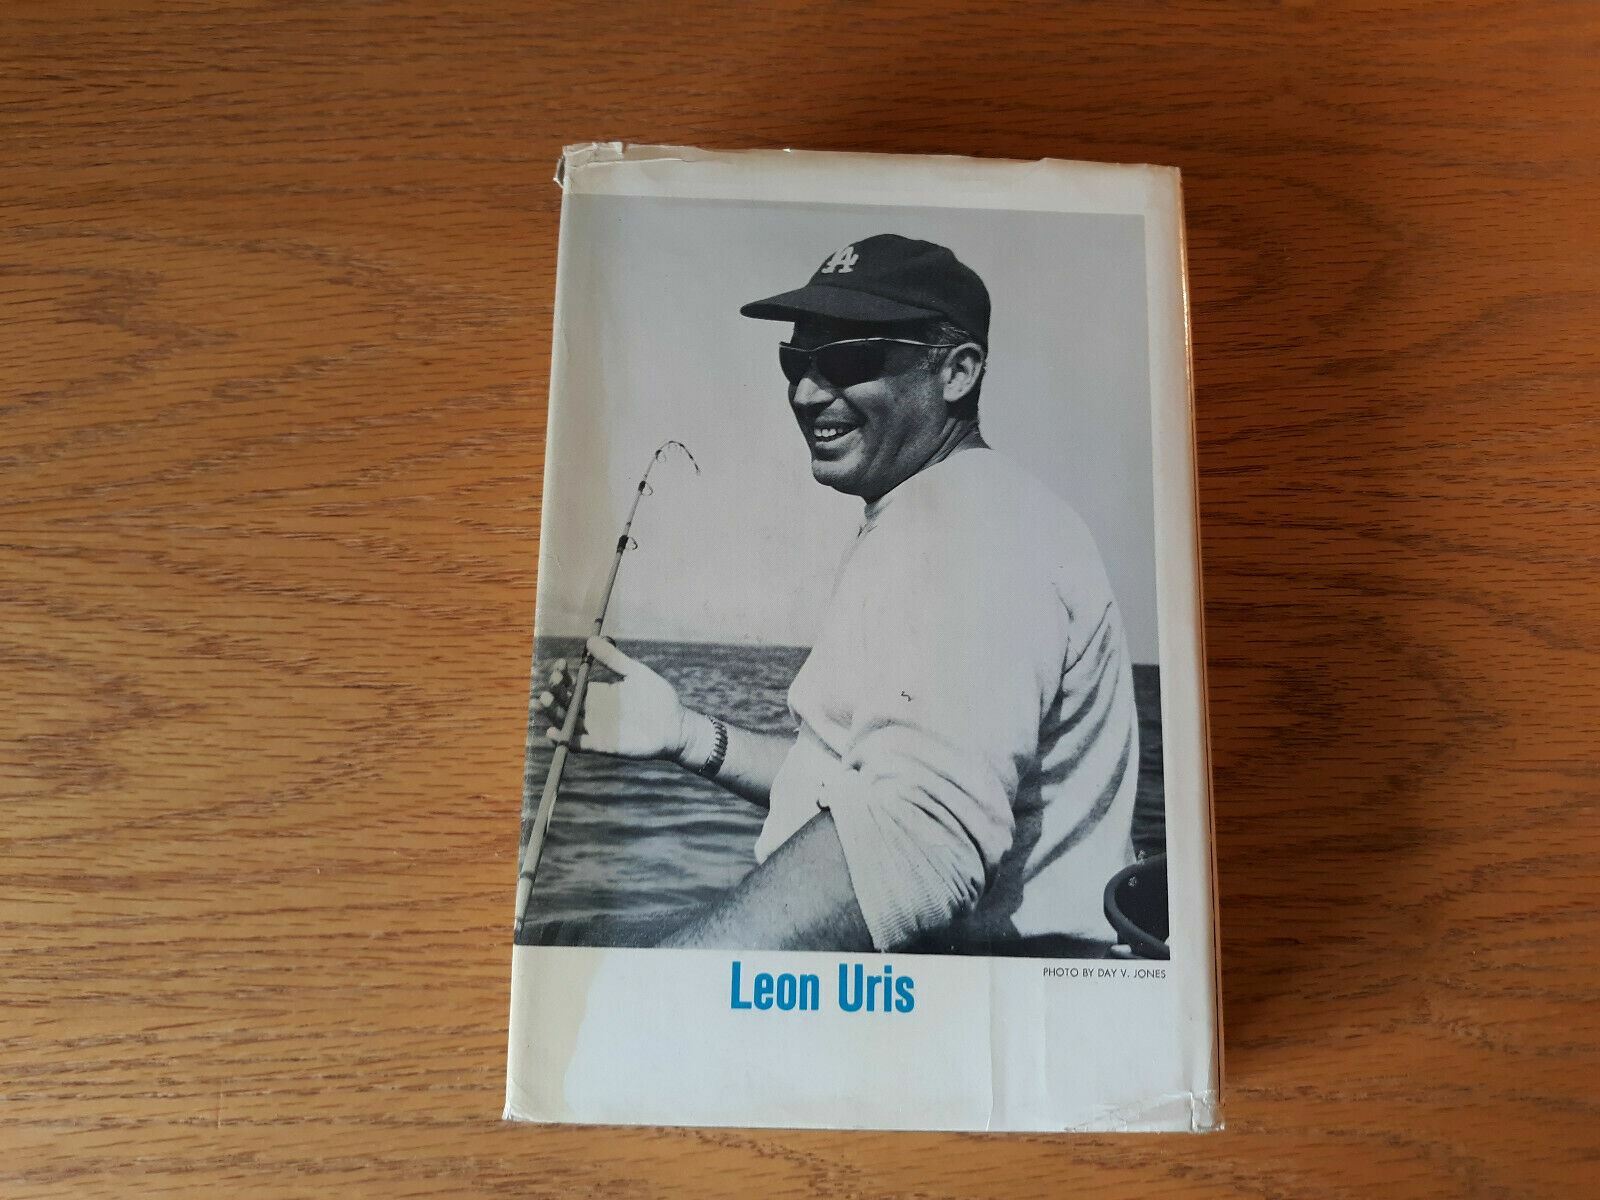 LA
PHOTO BY DAY V. JONES
Leon Uris